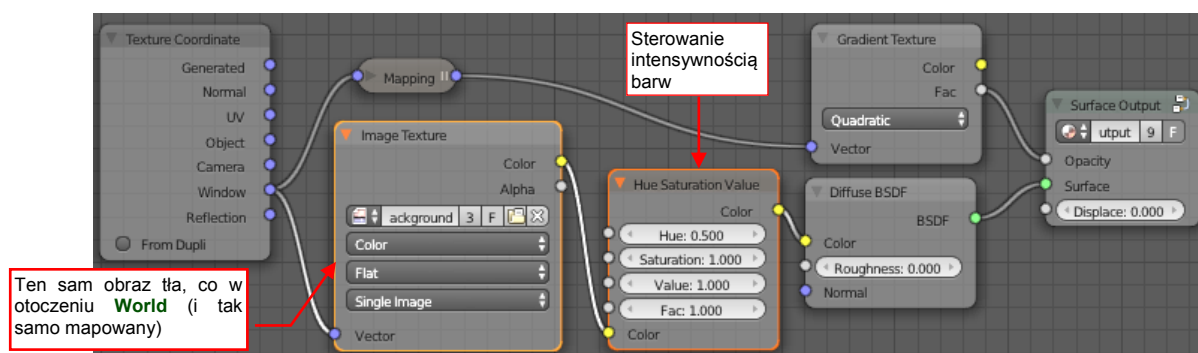 Texture Coordinate
Generated
Normal
UV
Object
Camera
Window
Reflection
From Dupli
Mapping
Image Texture
Color
Alpha
ackground 3 F
Color
Flat
Single Image
Vector
Sterowanie
intensywnością
barw
Hue Saturation Value
Color
Hue: 0.500
Saturation: 1.000
Value: 1.000
Fac: 1.000
Color
Gradient Texture
Color
Fac
Quadratic
Vector
Diffuse BSDF
BSDF
Color
Roughness: 0.000
Normal
Surface Output
utput 9 F
Opacity
Surface
Displace: 0.000
Ten sam obraz tła, co w
otoczeniu World (i tak
samo mapowany)